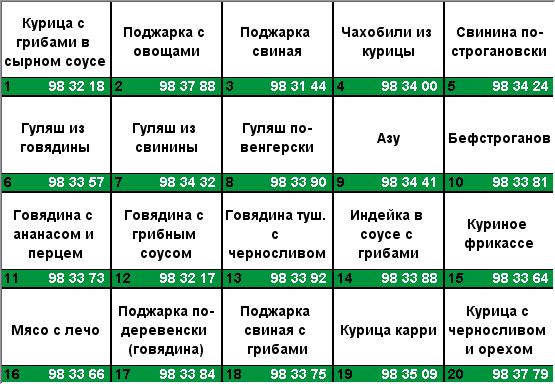 Курица с
грибами в
сырном соусе
1 98 32 18
Поджарка с
овощами
2 98 37 88
Поджарка
свиная
3 98 31 44
Чахобили из
курицы
4 98 34 00
Свинина по-
строгановски
5 98 34 24
Гуляш из
говядины
6 98 33 57
Гуляш из
свинины
7 98 34 32
Гуляш по-
венгерски
8 98 33 90
Азу
9 98 34 41
Бефстроганов
10 98 33 81
Говядина с
ананасом и
перцем
11 98 33 73
Говядина с
грибным
соусом
12 98 32 17
Говядина туш.
с
черносливом
13 98 33 92
Индейка в
соусе с
грибами
14 98 33 88
Куриное
фрикассе
15 98 33 64
Мясо с лечо
16 98 33 66
Поджарка по-
деревенски
(говядина)
17 98 33 84
Поджарка
свиная с
грибами
18 98 33 75
Курица карри
19 98 35 09
Курица с
черносливом
и орехом
20 98 37 79